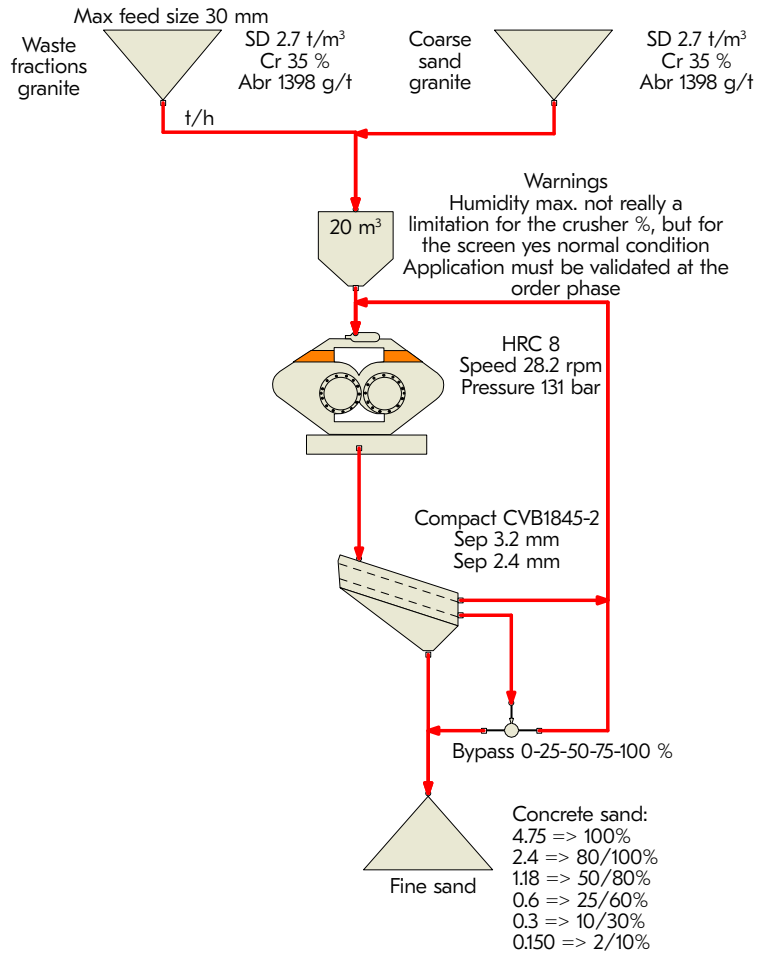 Max feed size 30 mm
Waste
fractions
granite
SD 2.7 t/m³
Cr 35 %
Abr 1398 g/t
Coarse
sand
granite
SD 2.7 t/m³
Cr 35 %
Abr 1398 g/t
t/h
20 m³
Warnings
Humidity max. not really a
limitation for the crusher %, but for
the screen yes normal condition
Application must be validated at the
order phase
HRC 8
Speed 28.2 rpm
Pressure 131 bar
Compact CVB1845-2
Sep 3.2 mm
Sep 2.4 mm
Bypass 0-25-50-75-100 %
Fine sand
Concrete sand:
4.75 => 100%
2.4 => 80/100%
1.18 => 50/80%
0.6 => 25/60%
0.3 => 10/30%
0.150 => 2/10%